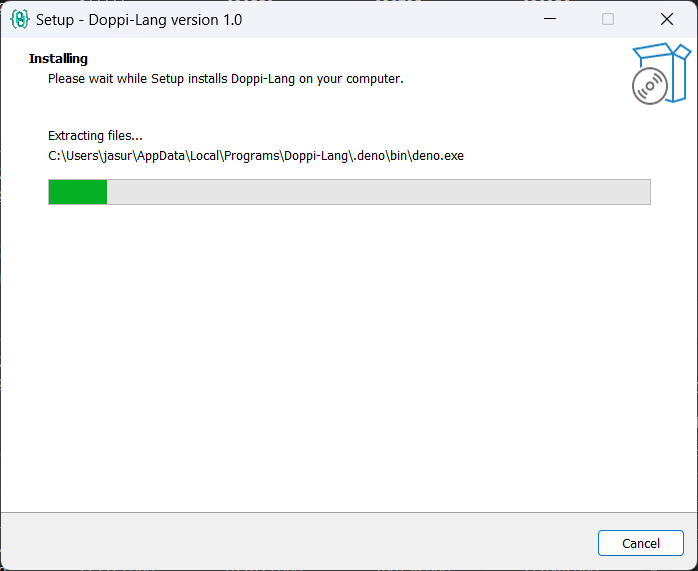 Setup - Doppi-Lang version 1.0
Installing
Please wait while Setup installs Doppi-Lang on your computer.
Extracting files...
C:\Users\jasur\AppData\Local\Programs\Doppi-Lang\.deno\bin\deno.exe
Cancel